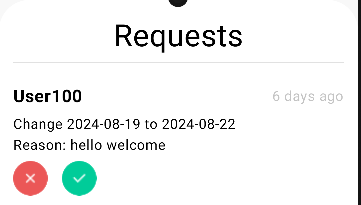 Requests
User100 6 days ago
Change 2024-08-19 to 2024-08-22
Reason: hello welcome